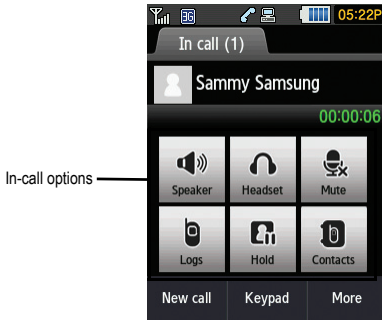 3G 05:22P
In call (1)
Sammy Samsung
00:00:06
In-call options
Speaker Headset Mute
Logs Hold Contacts
New call Keypad More